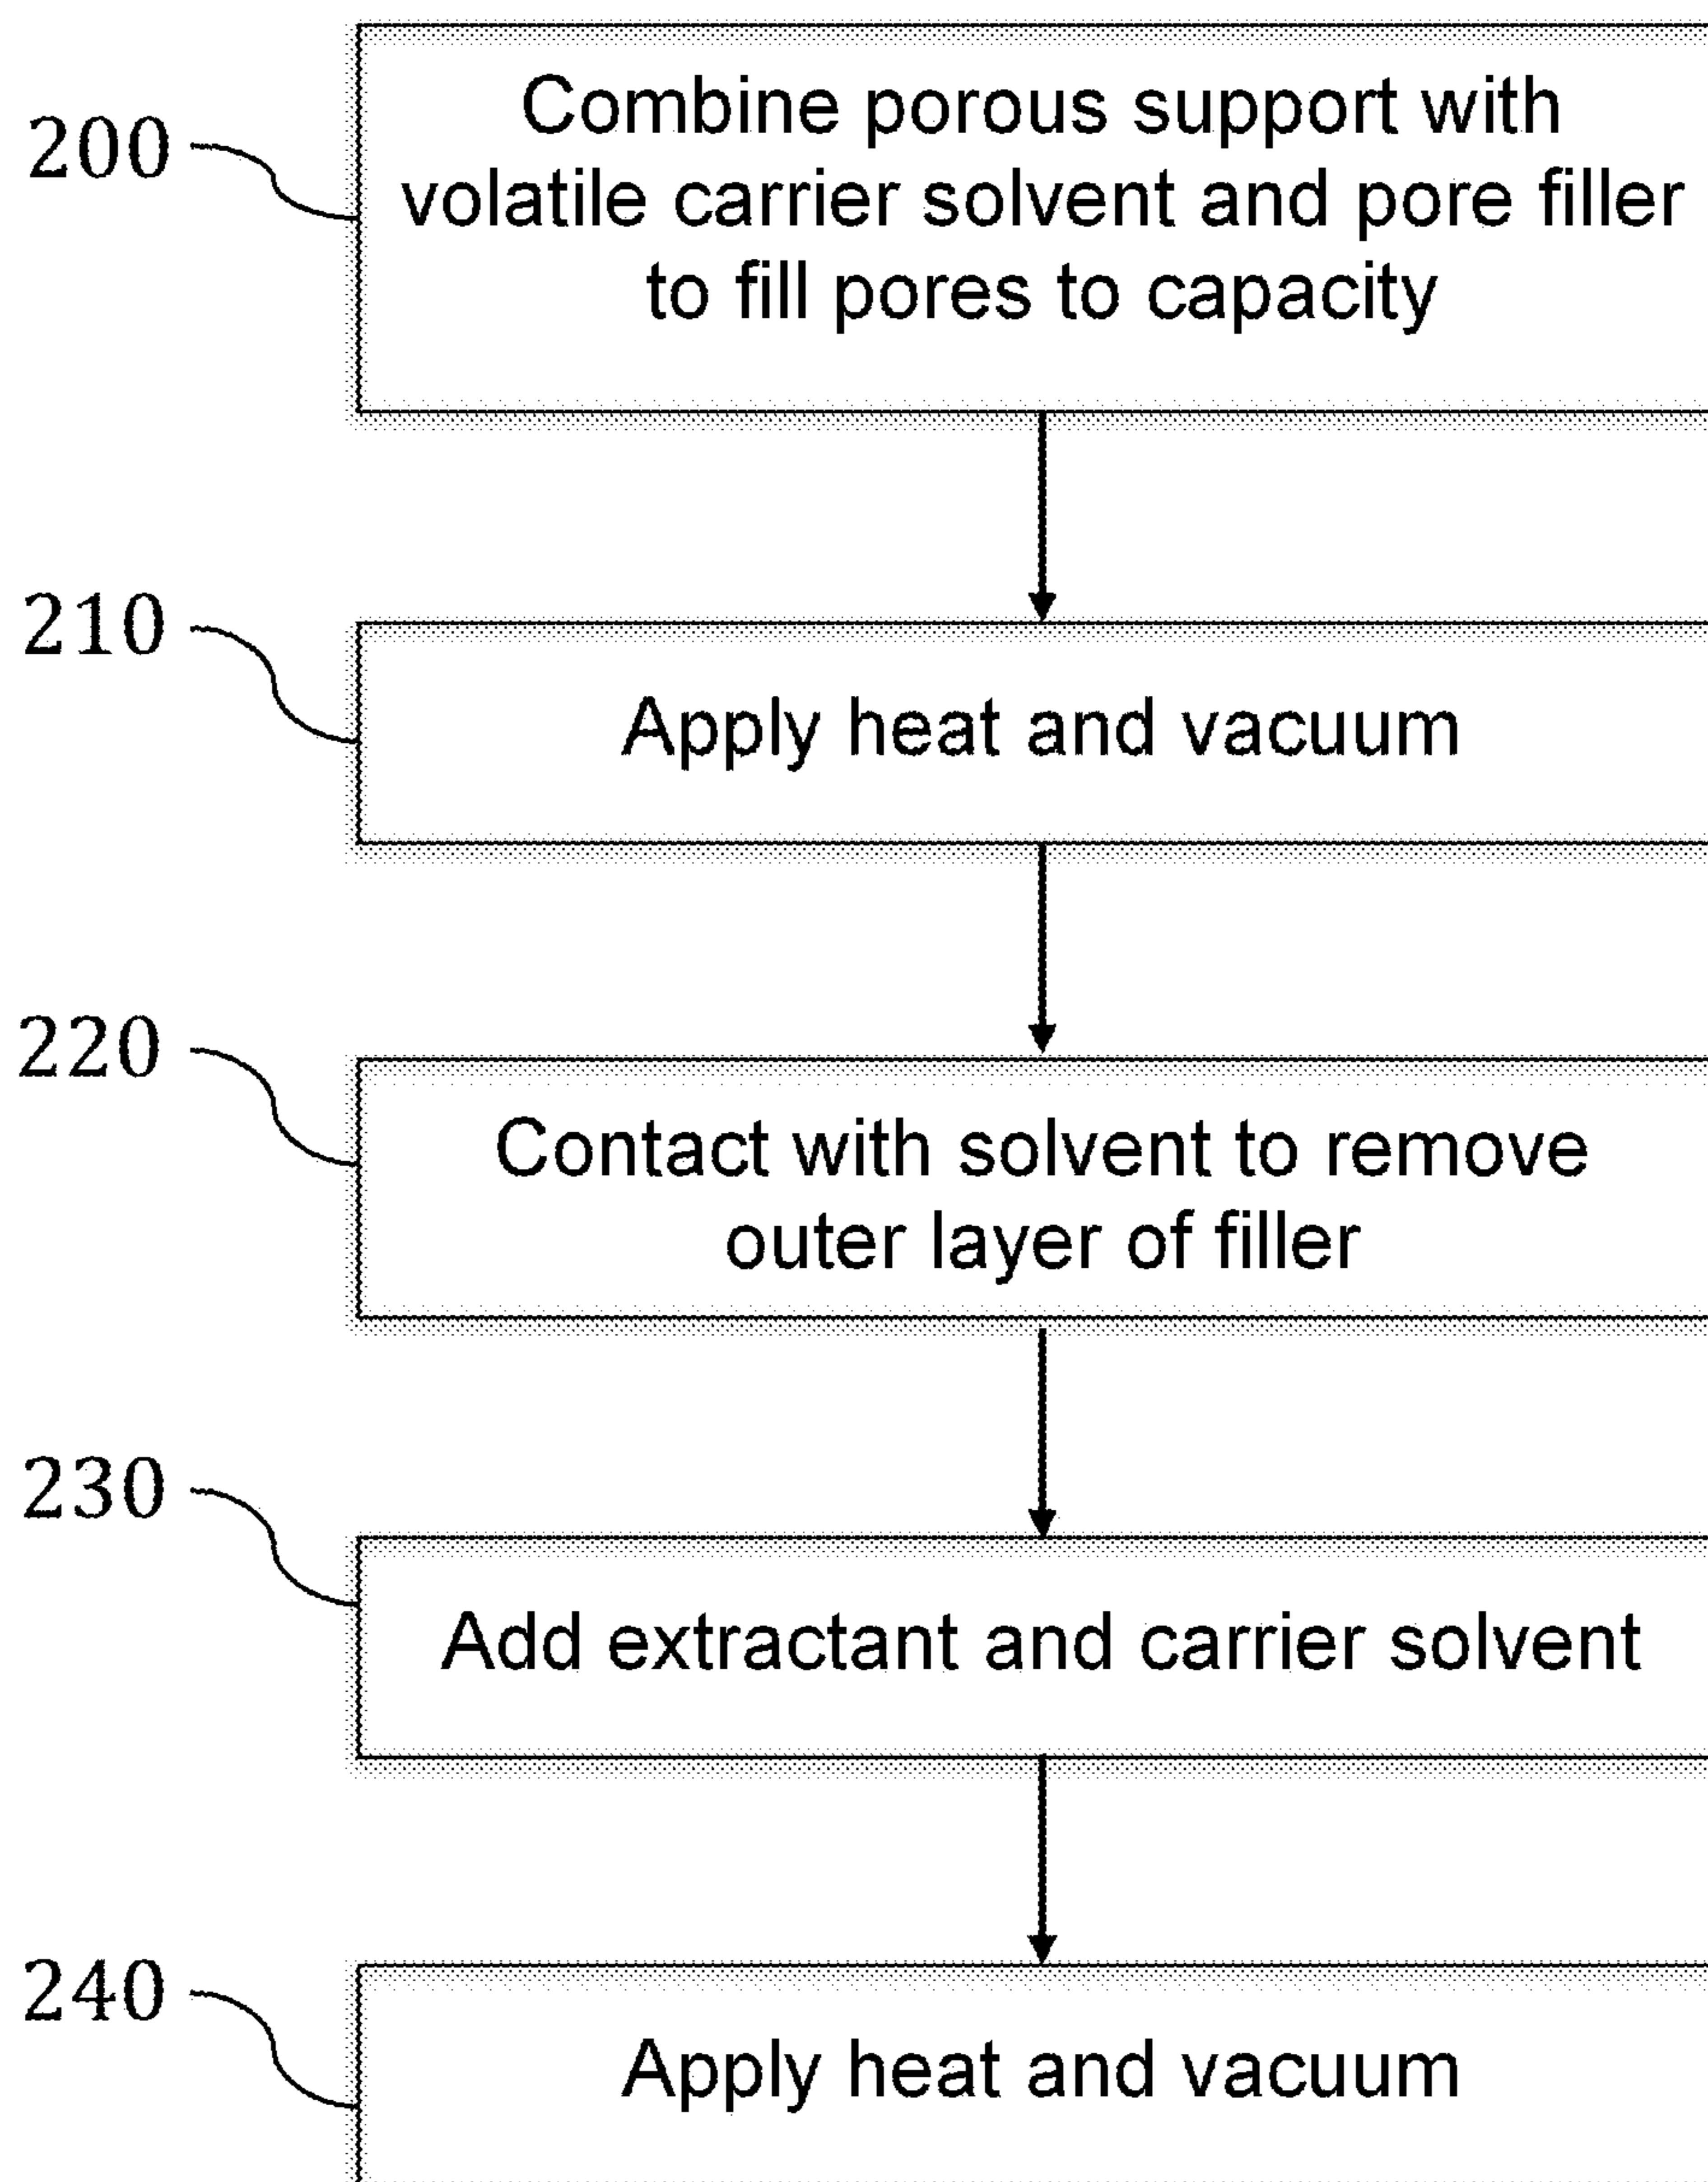 200
Combine porous support with
volatile carrier solvent and pore filler
to fill pores to capacity
210
Apply heat and vacuum
220
Contact with solvent to remove
outer layer of filler
230
Add extractant and carrier solvent
240
Apply heat and vacuum